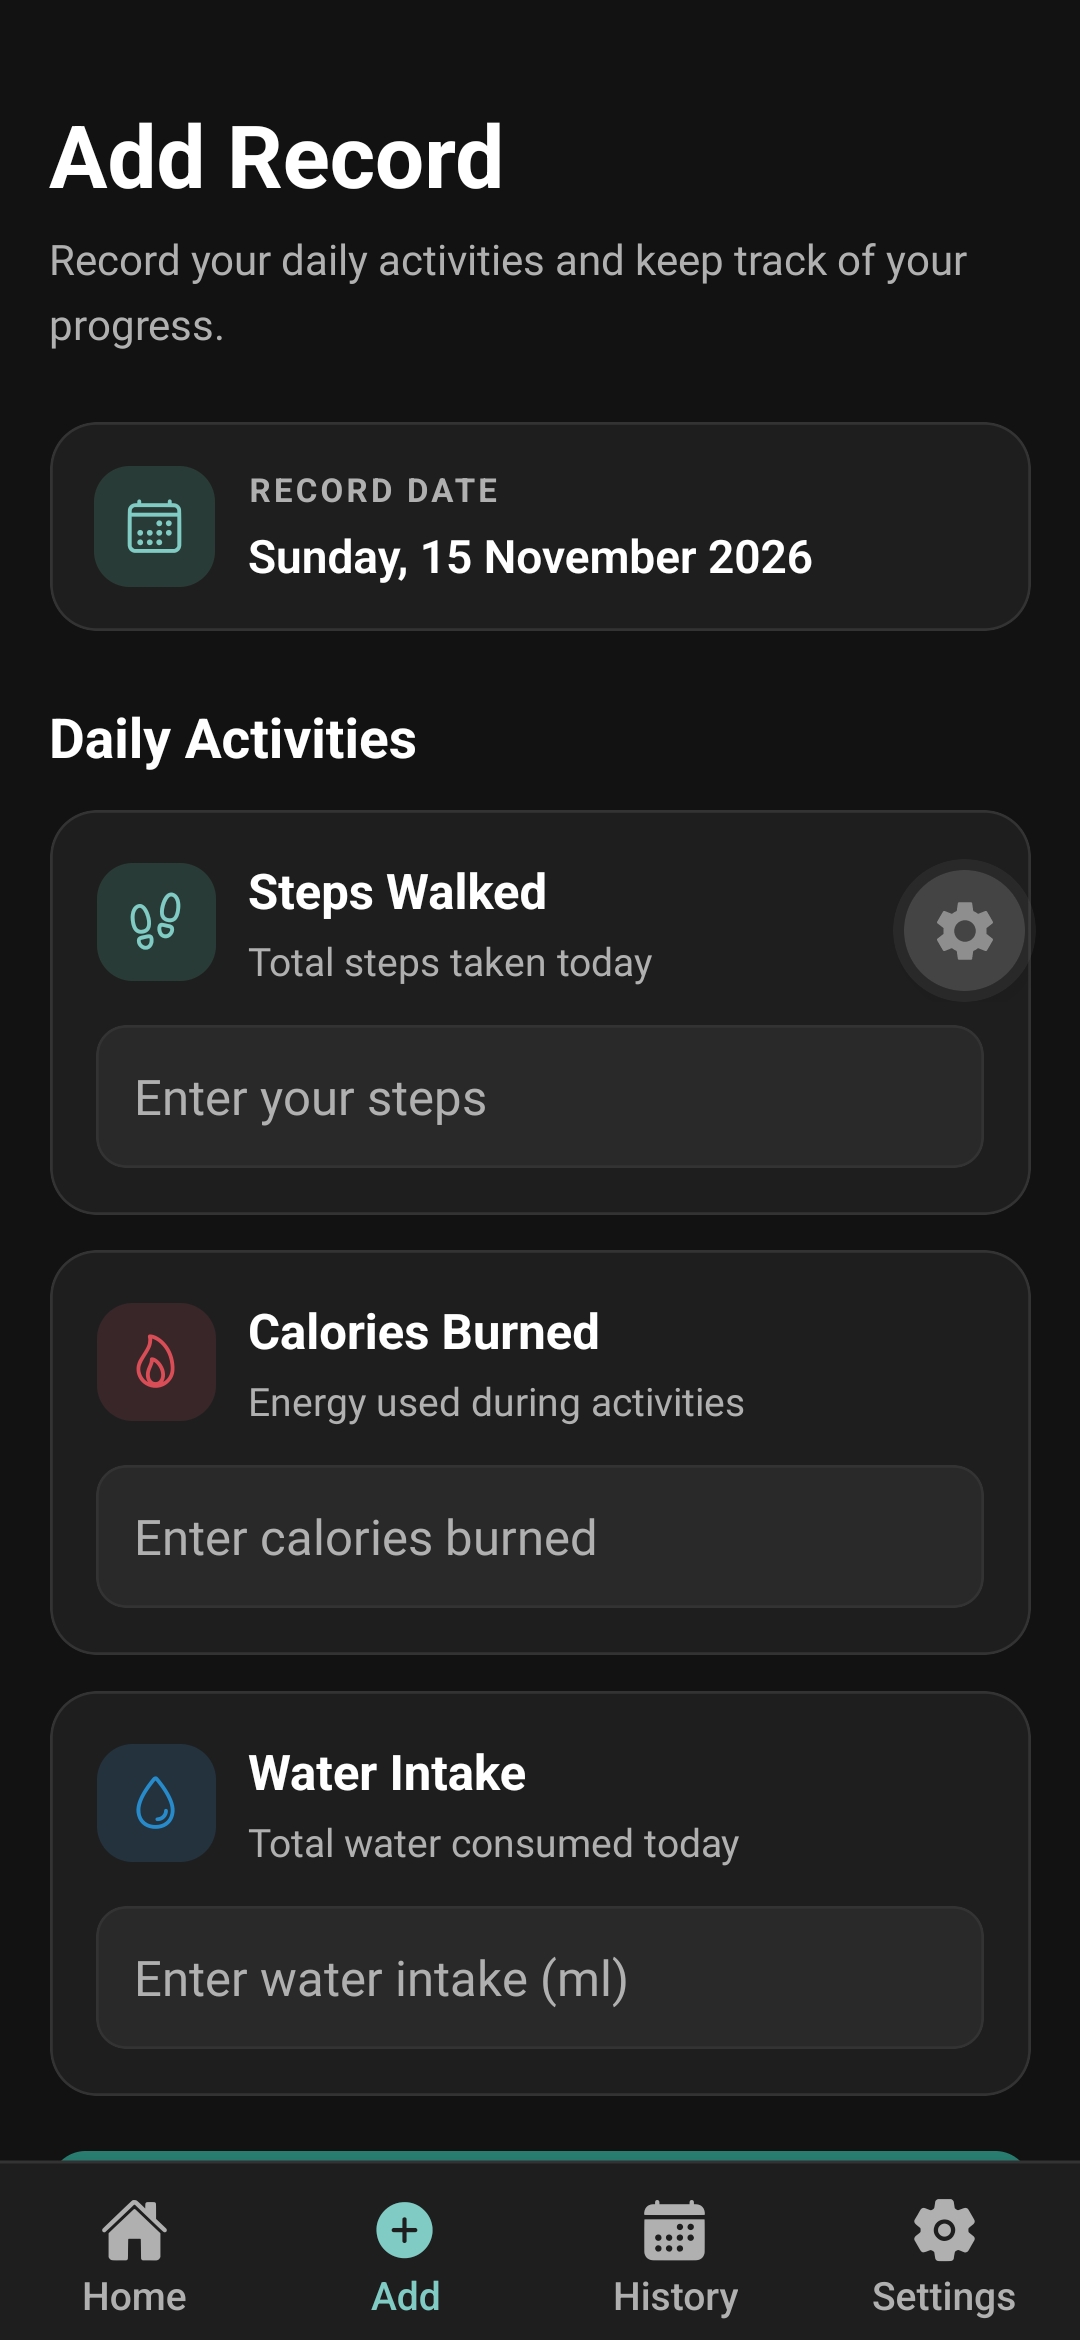 Add Record
Record your daily activities and keep track of your
progress.
RECORD DATE
Sunday, 15 November 2026
Daily Activities
Steps Walked
Total steps taken today
Enter your steps
Calories Burned
Energy used during activities
Enter calories burned
Water Intake
Total water consumed today
Enter water intake (ml)
Home
Add
History
Settings